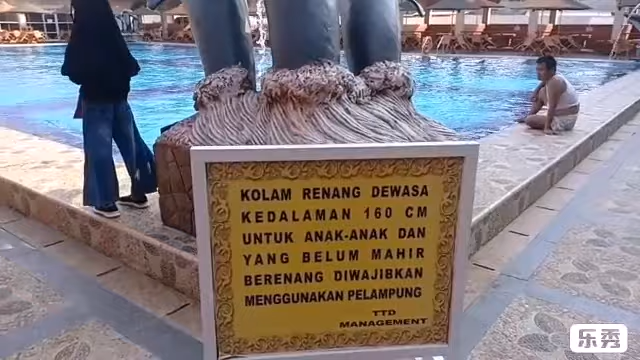 KOLAM RENANG DEWASA
KEDALAMAN ± 160 CM
UNTUK ANAK-ANAK DAN
YANG BELUM MAHIR
BERENANG DIWAJIBKAN
MENGGUNAKAN PELAMPUNG
TTD
MANAGEMENT
乐秀